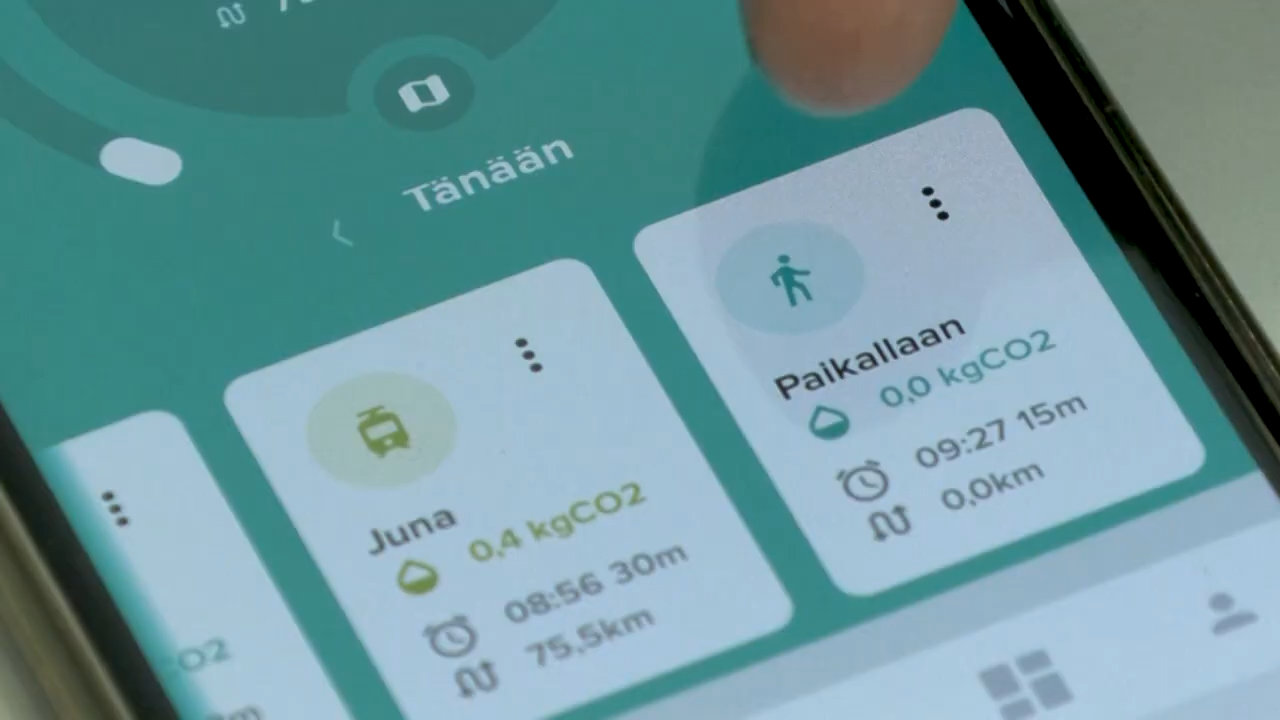 Tänään
Juna
0,4 kgCO2
08:56 30m
75,5km
Paikallaan
0,0 kgCO2
09:27 15m
0,0km